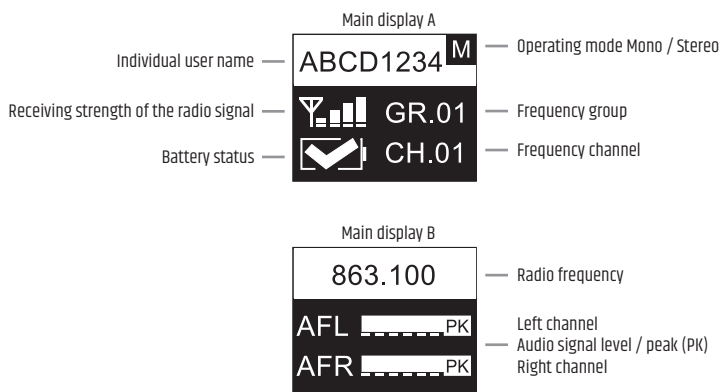 Main display A
Individual user name
ABCD1234
M
Operating mode Mono / Stereo
Receiving strength of the radio signal
GR.01
Frequency group
Battery status
CH.01
Frequency channel
Main display B
863.100
Radio frequency
AFL
PK
Left channel
Audio signal level / peak (PK)
AFR
PK
Right channel